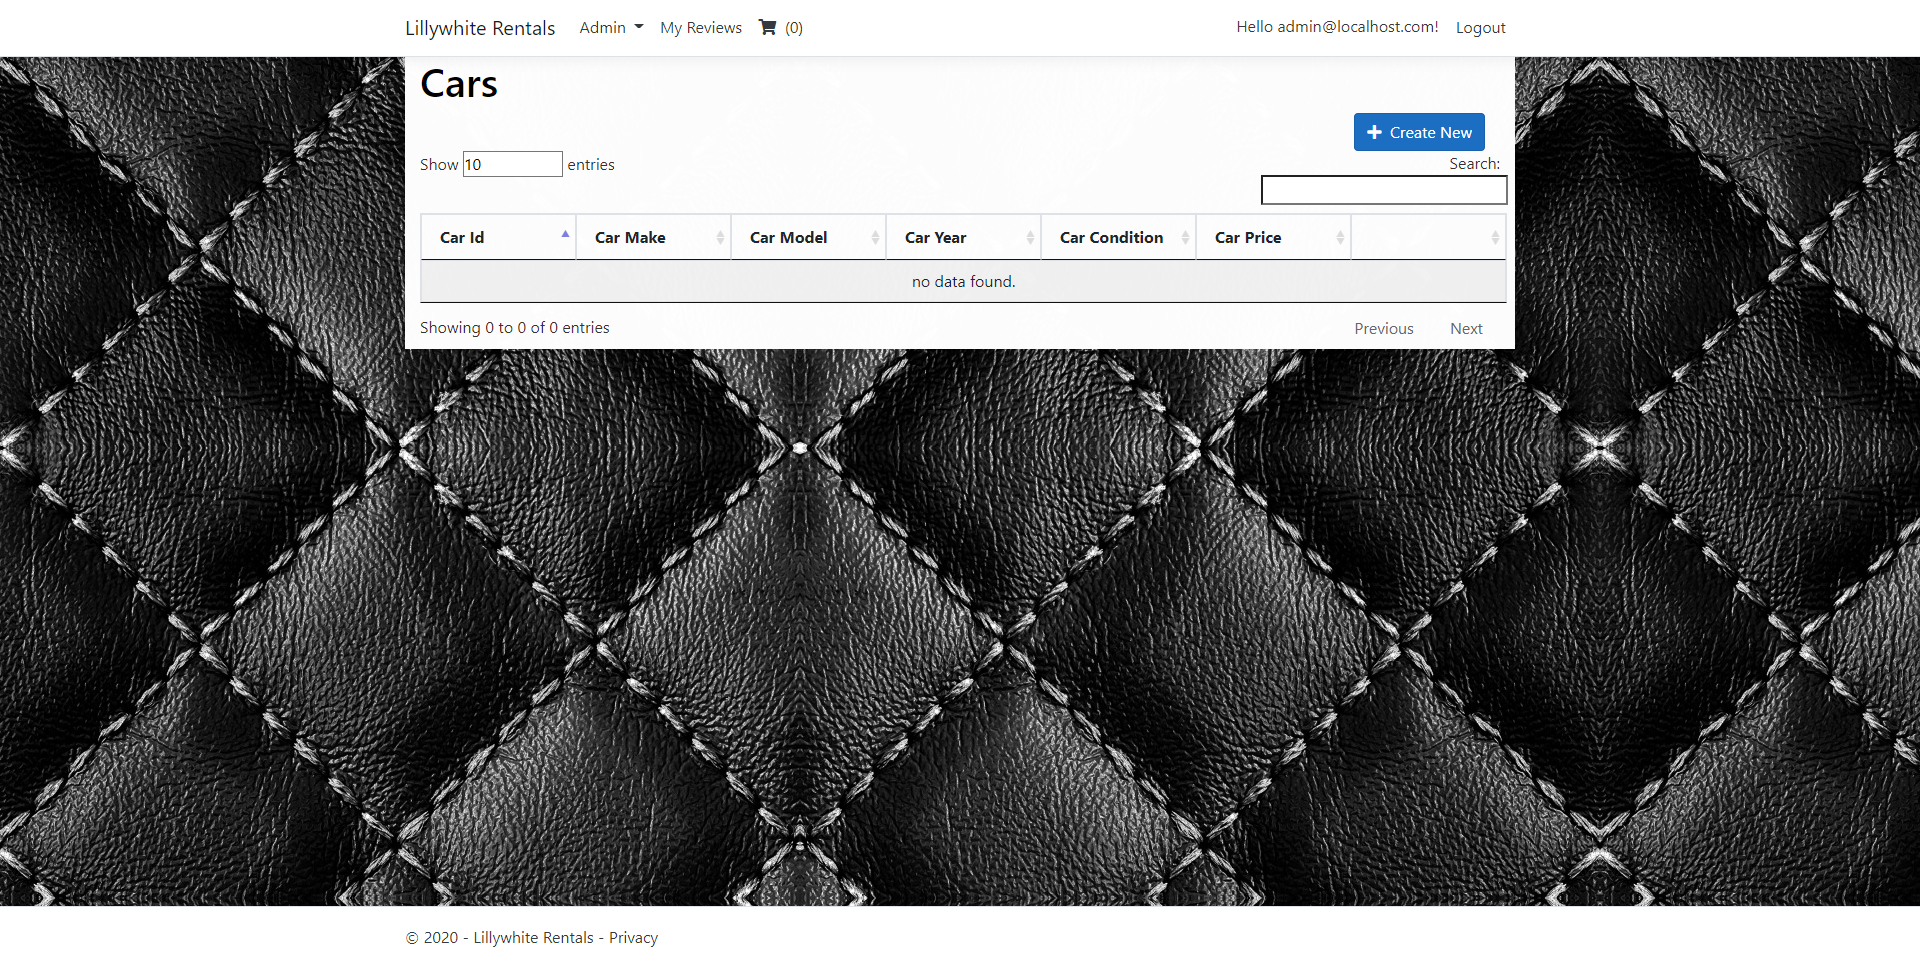 Lillywhite Rentals Admin My Reviews (0) Hello admin@localhost.com! Logout
Cars
Create New
Show 10 entries
Search:
Car Id Car Make Car Model Car Year Car Condition Car Price
no data found.
Showing 0 to 0 of 0 entries
Previous Next
© 2020 - Lillywhite Rentals - Privacy